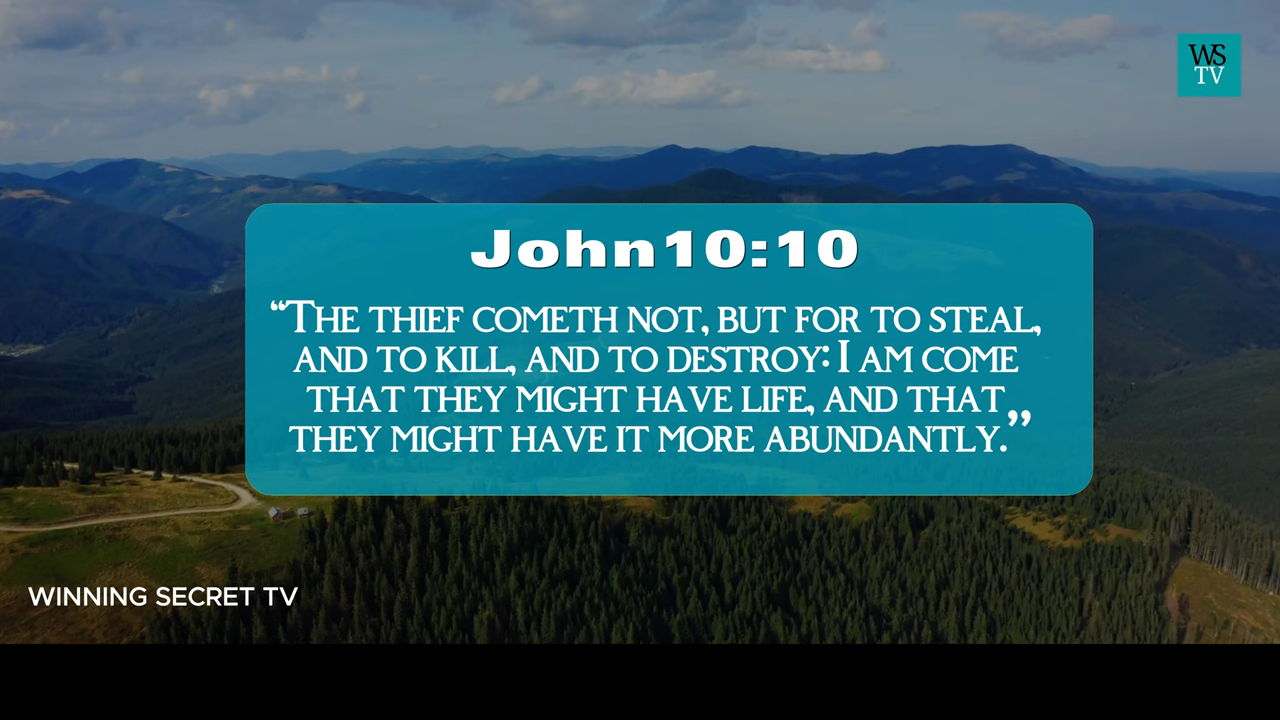 WS
TV
John10:10
“The thief cometh not, but for to steal,
and to kill, and to destroy: I am come
that they might have life, and that
they might have it more abundantly.”
WINNING SECRET TV